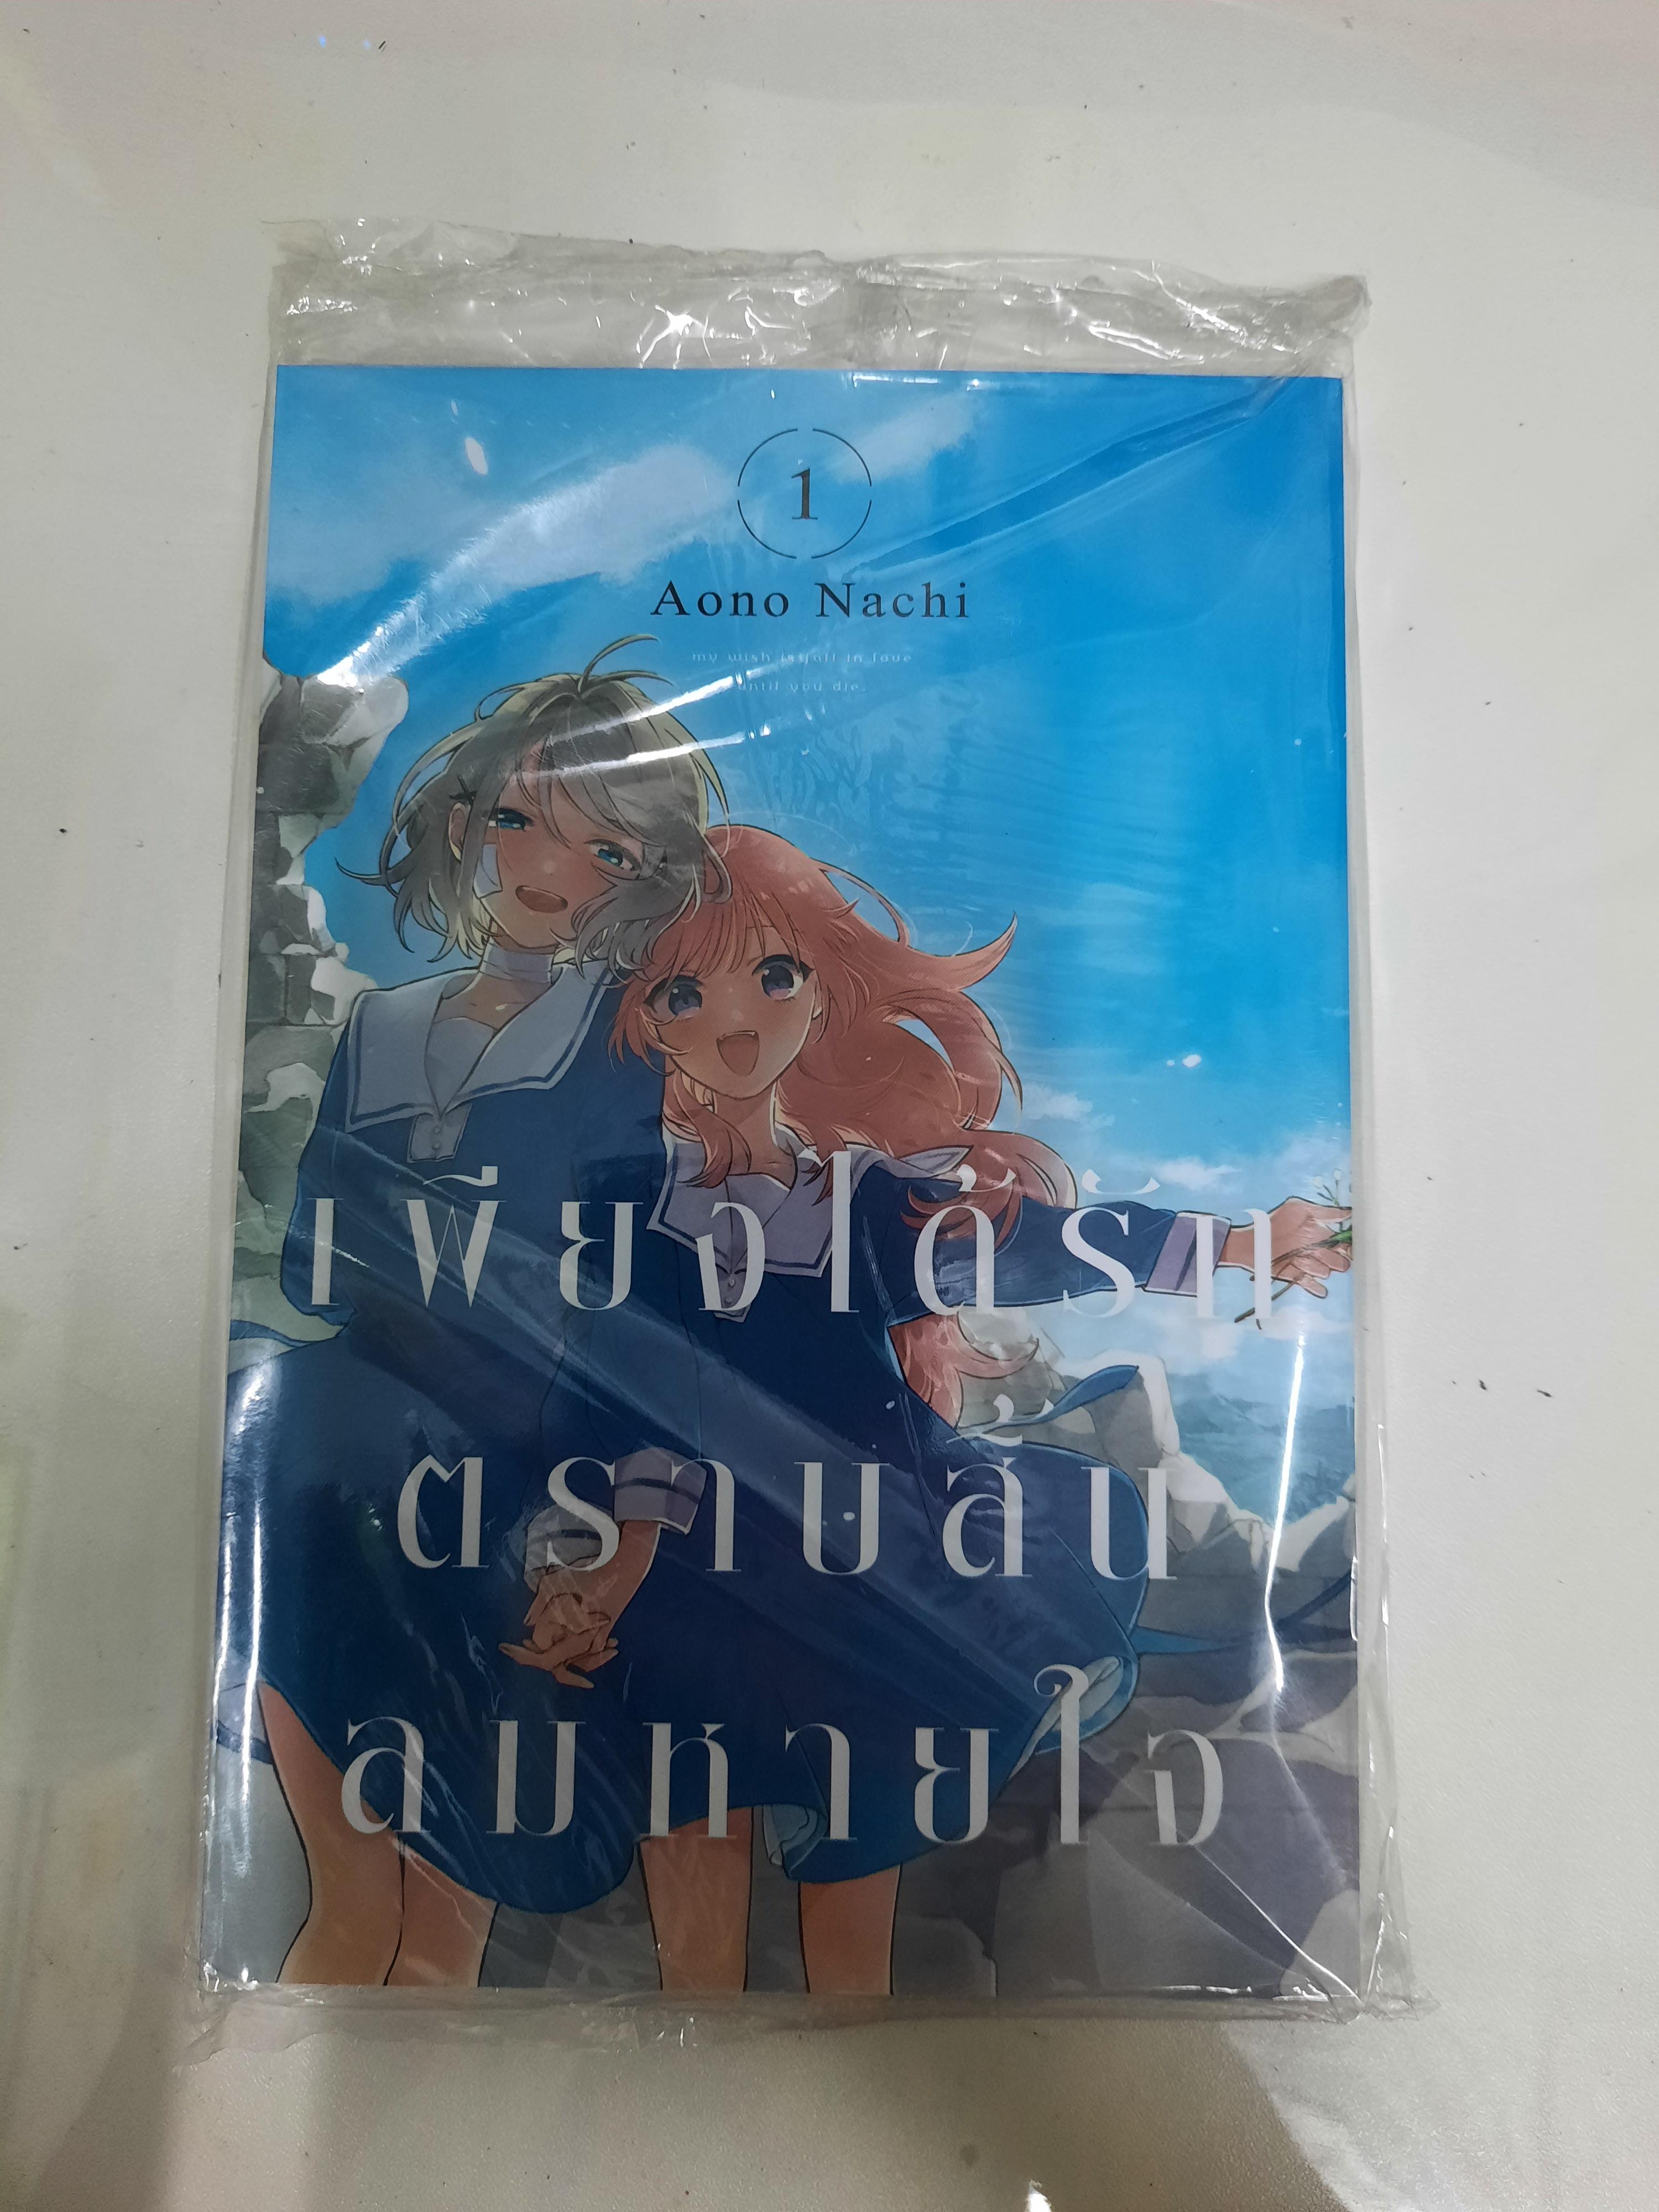 1
Aono Nachi
my wish is fall in love
until you die.
เพียงได้รัก
ตราบสิ้น
ลมหายใจ